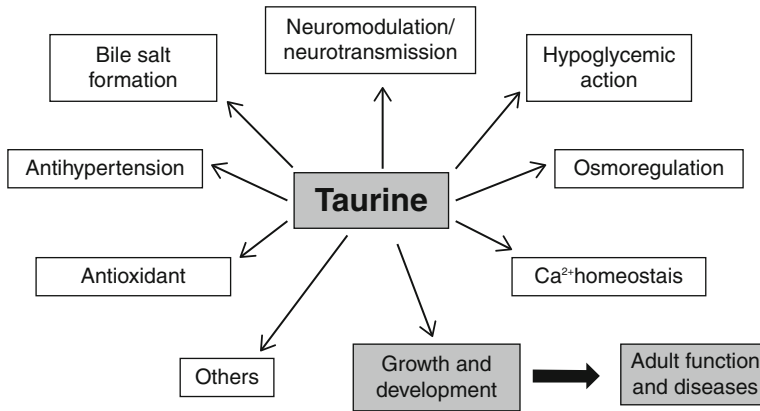 Neuromodulation/
neurotransmission
Bile salt
formation
Hypoglycemic
action
Antihypertension
Taurine
Osmoregulation
Antioxidant
Ca²⁺homeostais
Others
Growth and
development
Adult function
and diseases